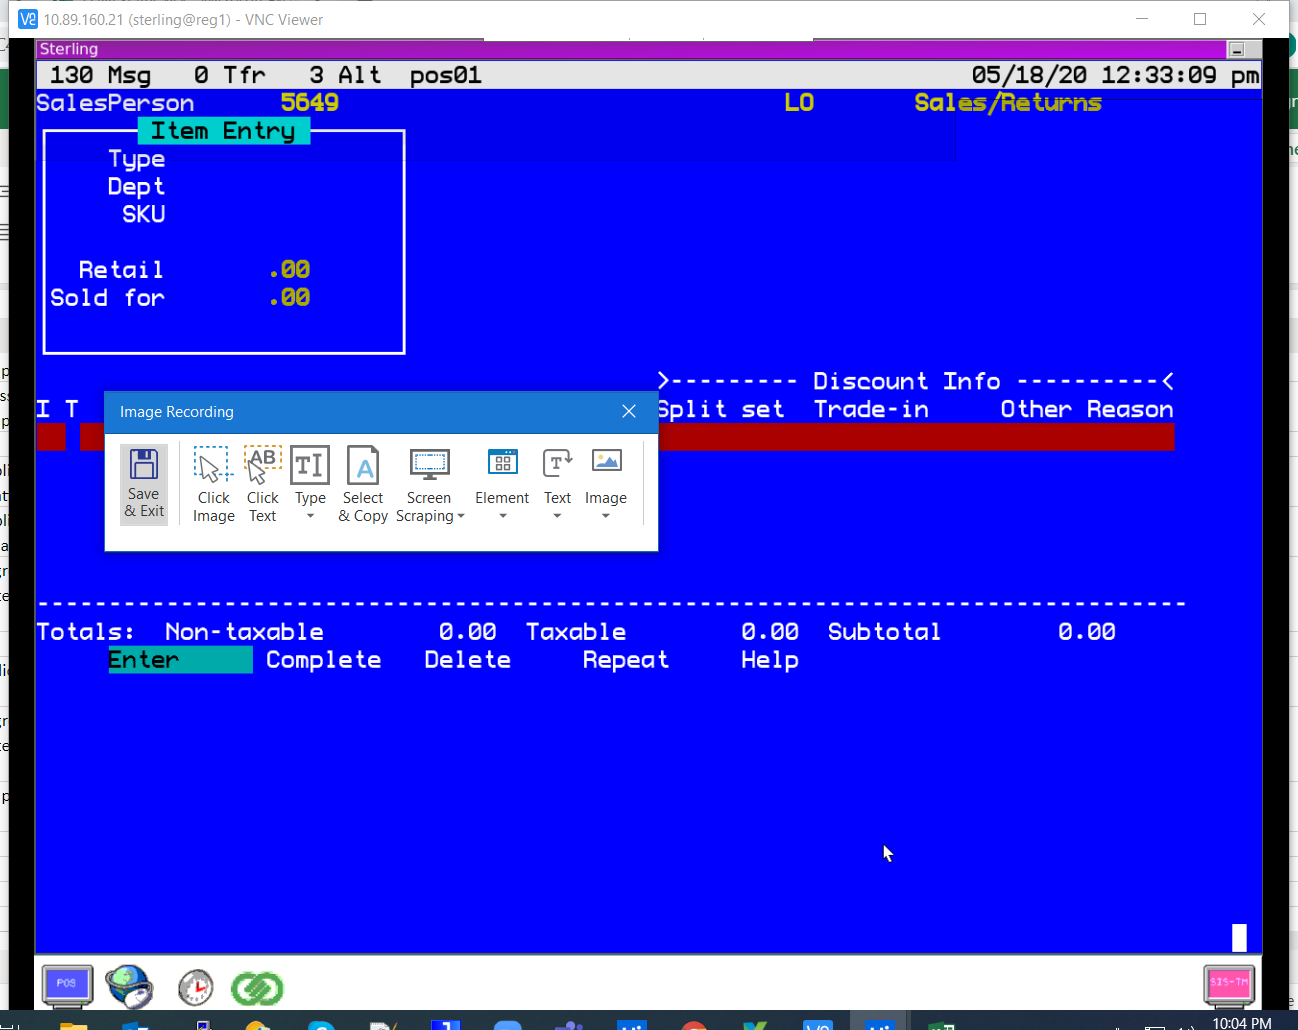 10.89.160.21 (sterling@reg1) - VNC Viewer
Sterling
130 Msg 0 Tfr 3 Alt pos01 05/18/20 12:33:09 pm
SalesPerson 5649 LO Sales/Returns
Item Entry
Type
Dept
SKU
Retail .00
Sold for .00
>--------- Discount Info ----------<
I T Split set Trade-in Other Reason
Image Recording
Save & Exit
Click Image
Click Text
Type
Select & Copy
Screen Scraping
Element
Text
Image
Totals: Non-taxable 0.00 Taxable 0.00 Subtotal 0.00
Enter Complete Delete Repeat Help
POS
SIS-TM
10:04 PM